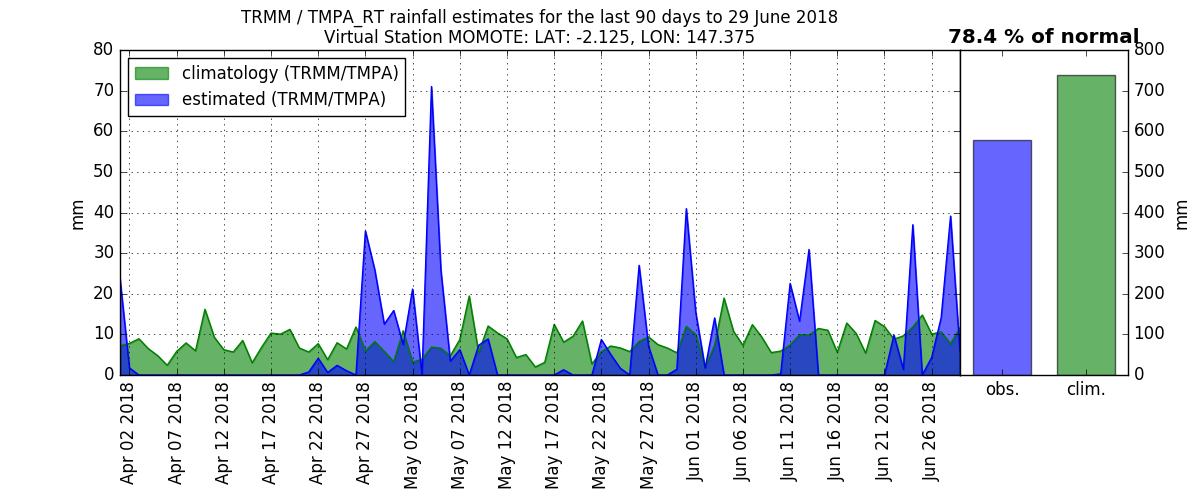 TRMM / TMPA_RT rainfall estimates for the last 90 days to 29 June 2018
Virtual Station MOMOTE: LAT: -2.125, LON: 147.375
78.4 % of normal
climatology (TRMM/TMPA)
estimated (TRMM/TMPA)
mm
80
70
60
50
40
30
20
10
0
Apr 02 2018
Apr 07 2018
Apr 12 2018
Apr 17 2018
Apr 22 2018
Apr 27 2018
May 02 2018
May 07 2018
May 12 2018
May 17 2018
May 22 2018
May 27 2018
Jun 01 2018
Jun 06 2018
Jun 11 2018
Jun 16 2018
Jun 21 2018
Jun 26 2018
obs.
clim.
800
700
600
500
400
300
200
100
0
mm